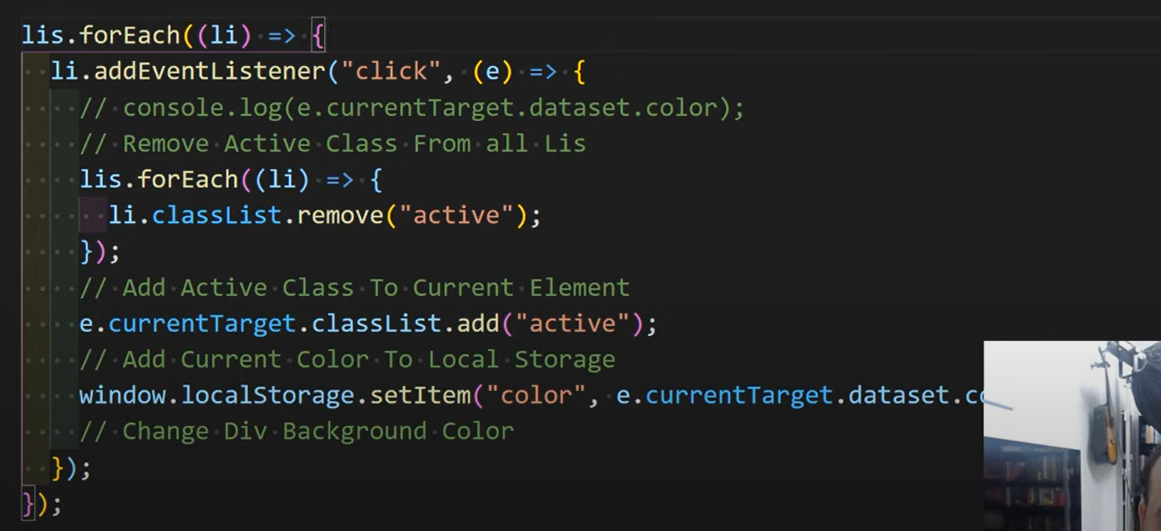 lis.forEach((li) => {
li.addEventListener("click", (e) => {
// console.log(e.currentTarget.dataset.color);
// Remove Active Class From all Lis
lis.forEach((li) => {
li.classList.remove("active");
});
// Add Active Class To Current Element
e.currentTarget.classList.add("active");
// Add Current Color To Local Storage
window.localStorage.setItem("color", e.currentTarget.dataset.
// Change Div Background Color
});
});